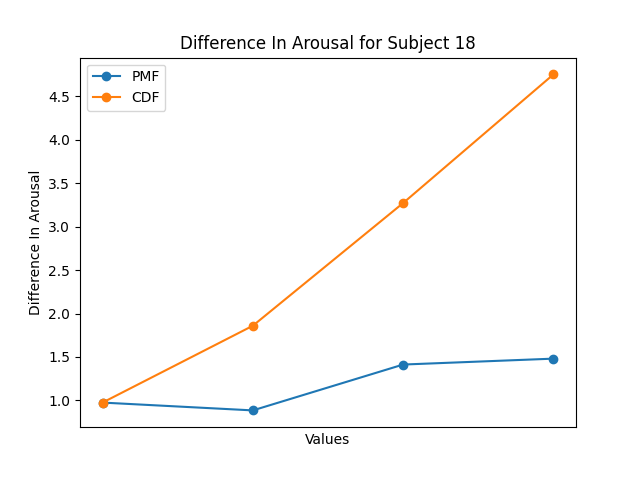 Difference In Arousal for Subject 18
PMF
CDF
4.5
4.0
3.5
3.0
2.5
2.0
1.5
1.0
Difference In Arousal
Values